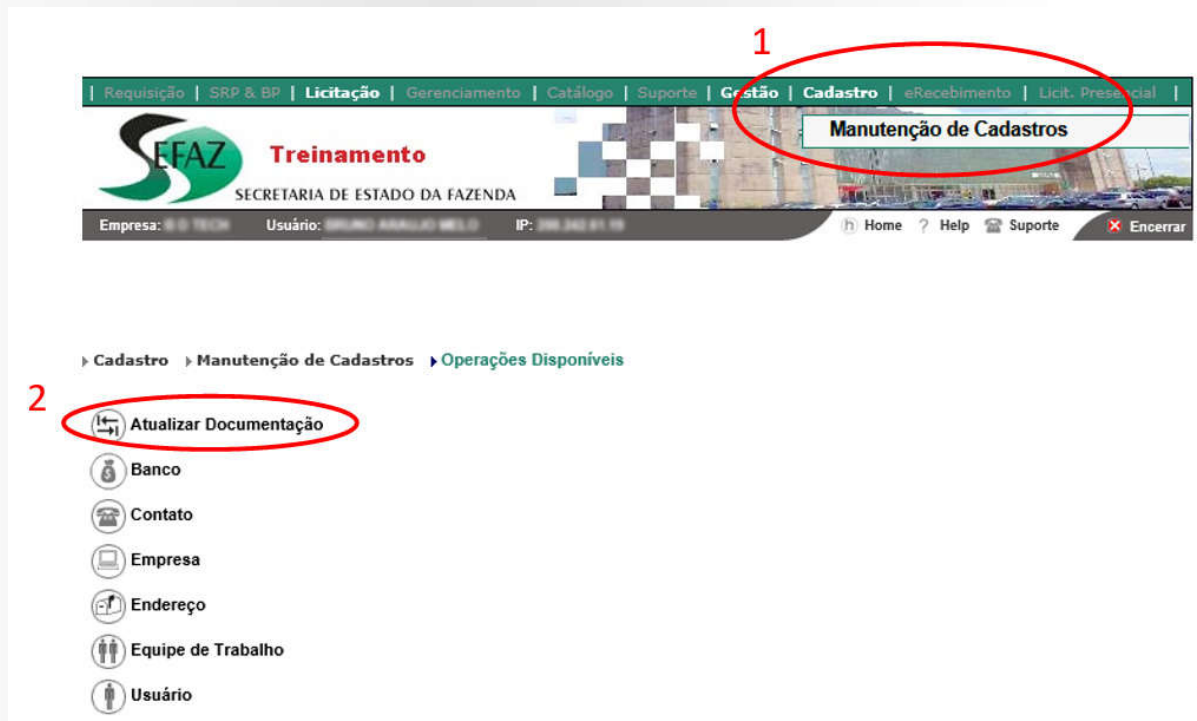 1
| Requisição | SRP & BP | Licitação | Gerenciamento | Catálogo | Suporte | Gestão | Cadastro | eRecebimento | Licit. Presencial |
Manutenção de Cadastros
SEFAZ
Treinamento
SECRETARIA DE ESTADO DA FAZENDA
Empresa: Usuário: IP: h Home ? Help Suporte Encerrar
Cadastro Manutenção de Cadastros Operações Disponíveis
2
Atualizar Documentação
Banco
Contato
Empresa
Endereço
Equipe de Trabalho
Usuário